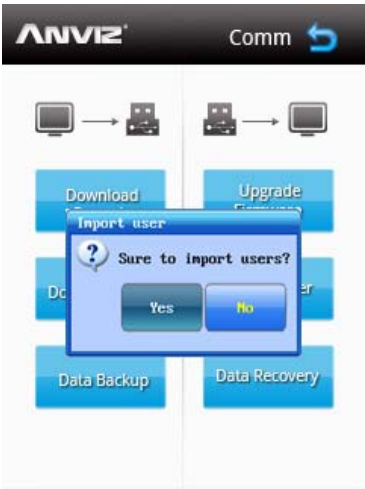 ANVIZ
Comm
Download
Upgrade
Import user
Sure to import users?
Yes
No
Data Backup
Data Recovery